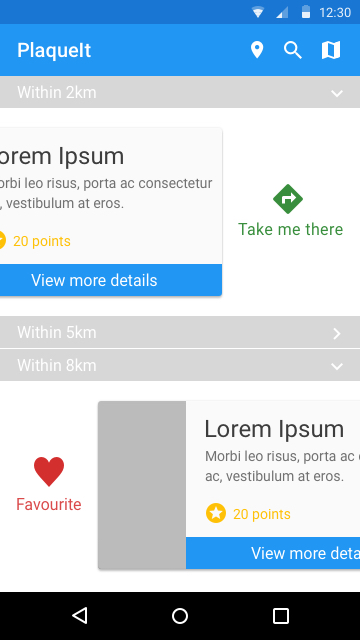 12:30
PlaqueIt
Within 2km
orem Ipsum
orbi leo risus, porta ac consectetur
, vestibulum at eros.
20 points
Take me there
View more details
Within 5km
Within 8km
Lorem Ipsum
Morbi leo risus, porta ac
ac, vestibulum at eros.
Favourite
20 points
View more deta